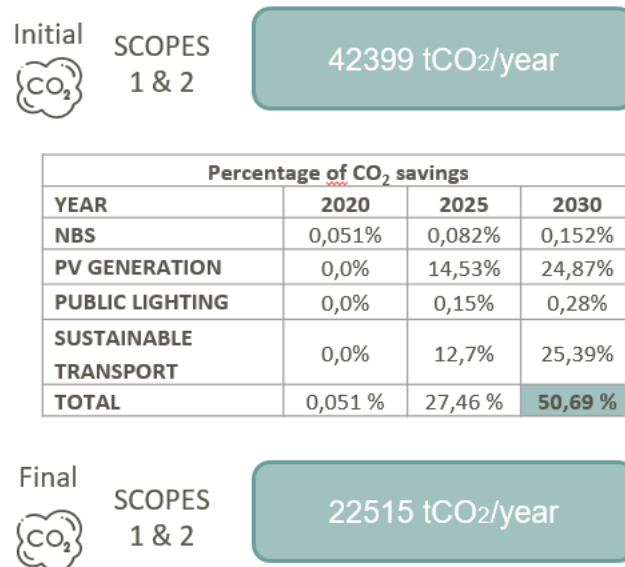 Initial
SCOPES
1 & 2
CO2
42399 tCO2/year
Percentage of CO2 savings
YEAR 2020 2025 2030
NBS 0,051% 0,082% 0,152%
PV GENERATION 0,0% 14,53% 24,87%
PUBLIC LIGHTING 0,0% 0,15% 0,28%
SUSTAINABLE
TRANSPORT 0,0% 12,7% 25,39%
TOTAL 0,051 % 27,46 % 50,69 %
Final
SCOPES
1 & 2
CO2
22515 tCO2/year